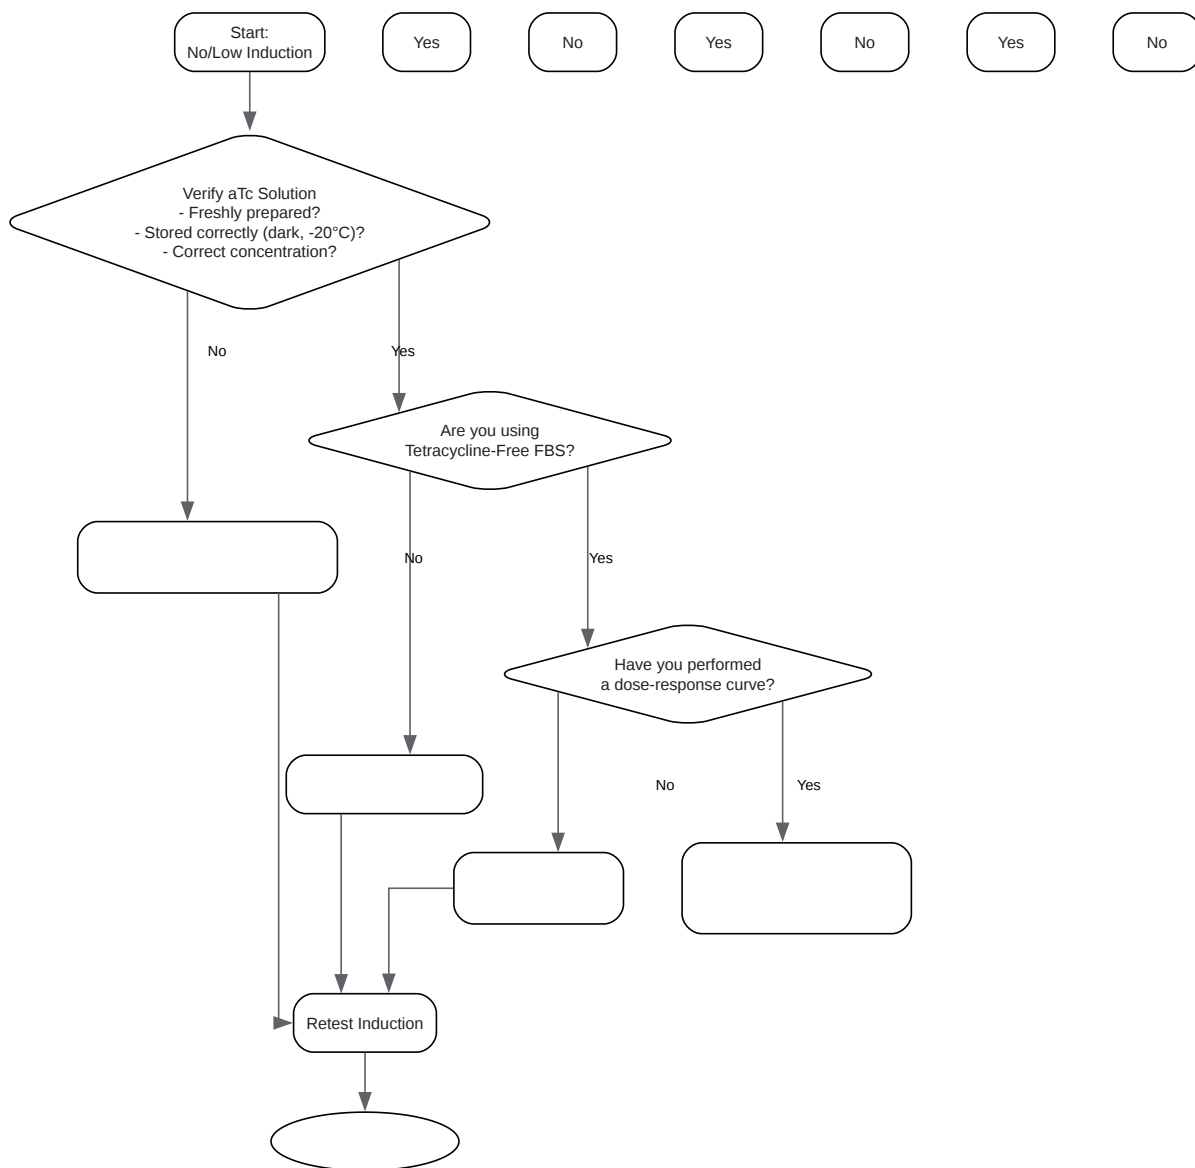 Start:
No/Low Induction
Yes
No
Yes
No
Yes
No
Verify aTc Solution
- Freshly prepared?
- Stored correctly (dark, -20°C)?
- Correct concentration?
No
Yes
Are you using
Tetracycline-Free FBS?
No
Yes
Have you performed
a dose-response curve?
No
Yes
Retest Induction